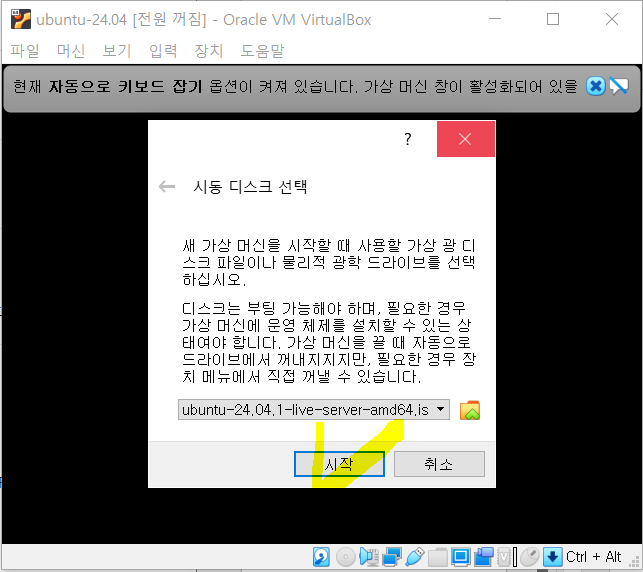 ubuntu-24.04 [전원 꺼짐] - Oracle VM VirtualBox
파일 머신 보기 입력 장치 도움말
현재 자동으로 키보드 잡기 옵션이 켜져 있습니다. 가상 머신 창이 활성화되어 있을
?
시동 디스크 선택
새 가상 머신을 시작할 때 사용할 가상 광 디
스크 파일이나 물리적 광학 드라이브를 선택
하십시오.
디스크는 부팅 가능해야 하며, 필요한 경우
가상 머신에 운영 체제를 설치할 수 있는 상
태여야 합니다. 가상 머신을 끌 때 자동으로
드라이브에서 꺼내지지만, 필요한 경우 장
치 메뉴에서 직접 꺼낼 수 있습니다.
ubuntu-24.04.1-live-server-amd64.is
시작 취소
Ctrl + Alt